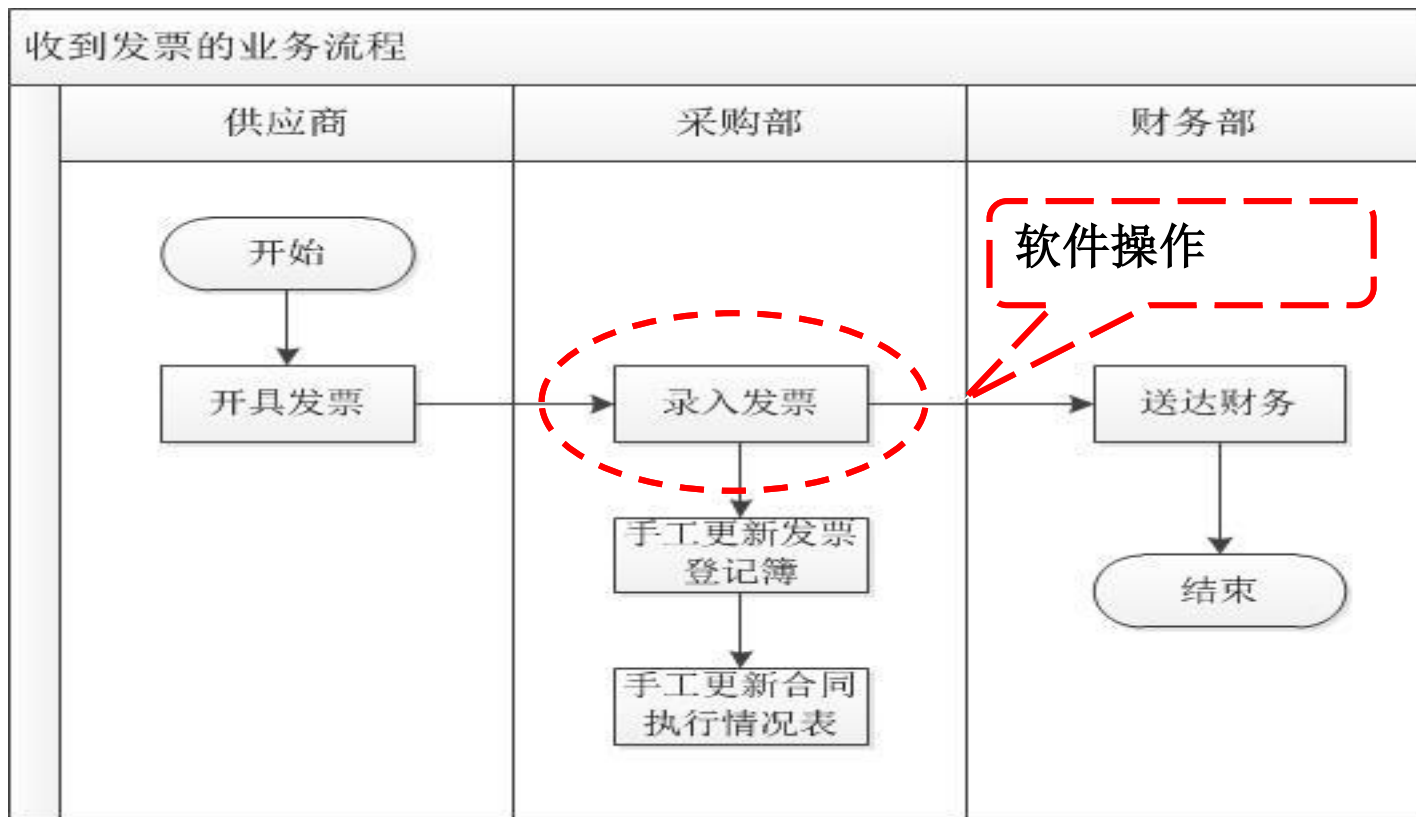 收到发票的业务流程
供应商
采购部
财务部
开始
软件操作
开具发票
录入发票
送达财务
手工更新发票
登记簿
结束
手工更新合同
执行情况表